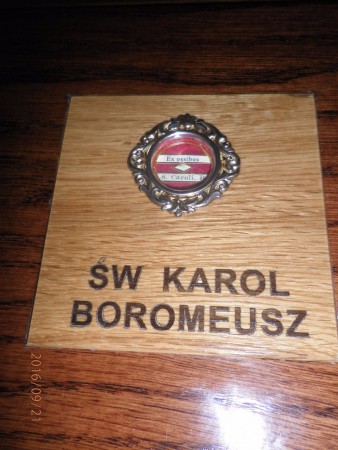 Ex ossibus
S. Caroli.
ŚW KAROL
BOROMEUSZ
2016/09/21